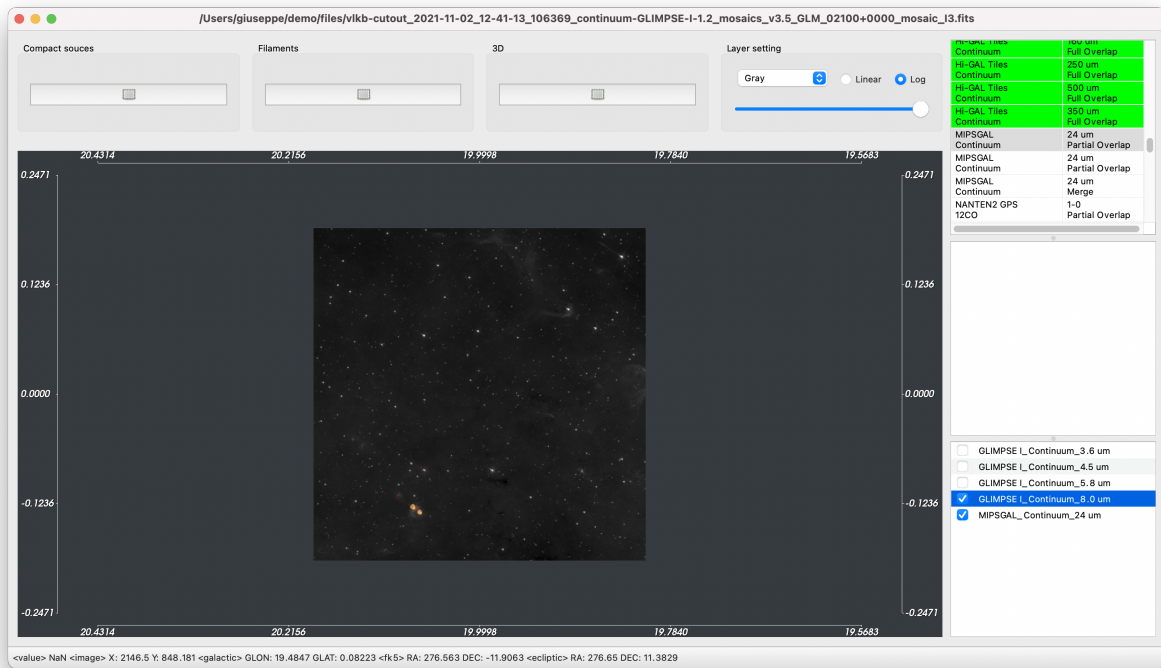 /Users/giuseppe/demo/files/vlkb-cutout_2021-11-02_12-41-13_106369_continuum-GLIMPSE-I-1.2_mosaics_v3.5_GLM_02100+0000_mosaic_I3.fits
Compact souces
Filaments
3D
Layer setting
Gray
Linear
Log
Hi-GAL Tiles 160 um
Continuum Full Overlap
Hi-GAL Tiles 250 um
Continuum Full Overlap
Hi-GAL Tiles 500 um
Continuum Full Overlap
Hi-GAL Tiles 350 um
Continuum Full Overlap
MIPSGAL 24 um
Continuum Partial Overlap
MIPSGAL 24 um
Continuum Partial Overlap
MIPSGAL 24 um
Continuum Merge
NANTEN2 GPS 1-0
12CO Partial Overlap
20.4314 20.2156 19.9998 19.7840 19.5683
0.2471 0.2471
0.1236 0.1236
0.0000 0.0000
-0.1236 -0.1236
-0.2471 -0.2471
20.4314 20.2156 19.9998 19.7840 19.5683
GLIMPSE I_Continuum_3.6 um
GLIMPSE I_Continuum_4.5 um
GLIMPSE I_Continuum_5.8 um
GLIMPSE I_Continuum_8.0 um
MIPSGAL_Continuum_24 um
<value> NaN <image> X: 2146.5 Y: 848.181 <galactic> GLON: 19.4847 GLAT: 0.08223 <fk5> RA: 276.563 DEC: -11.9063 <ecliptic> RA: 276.65 DEC: 11.3829